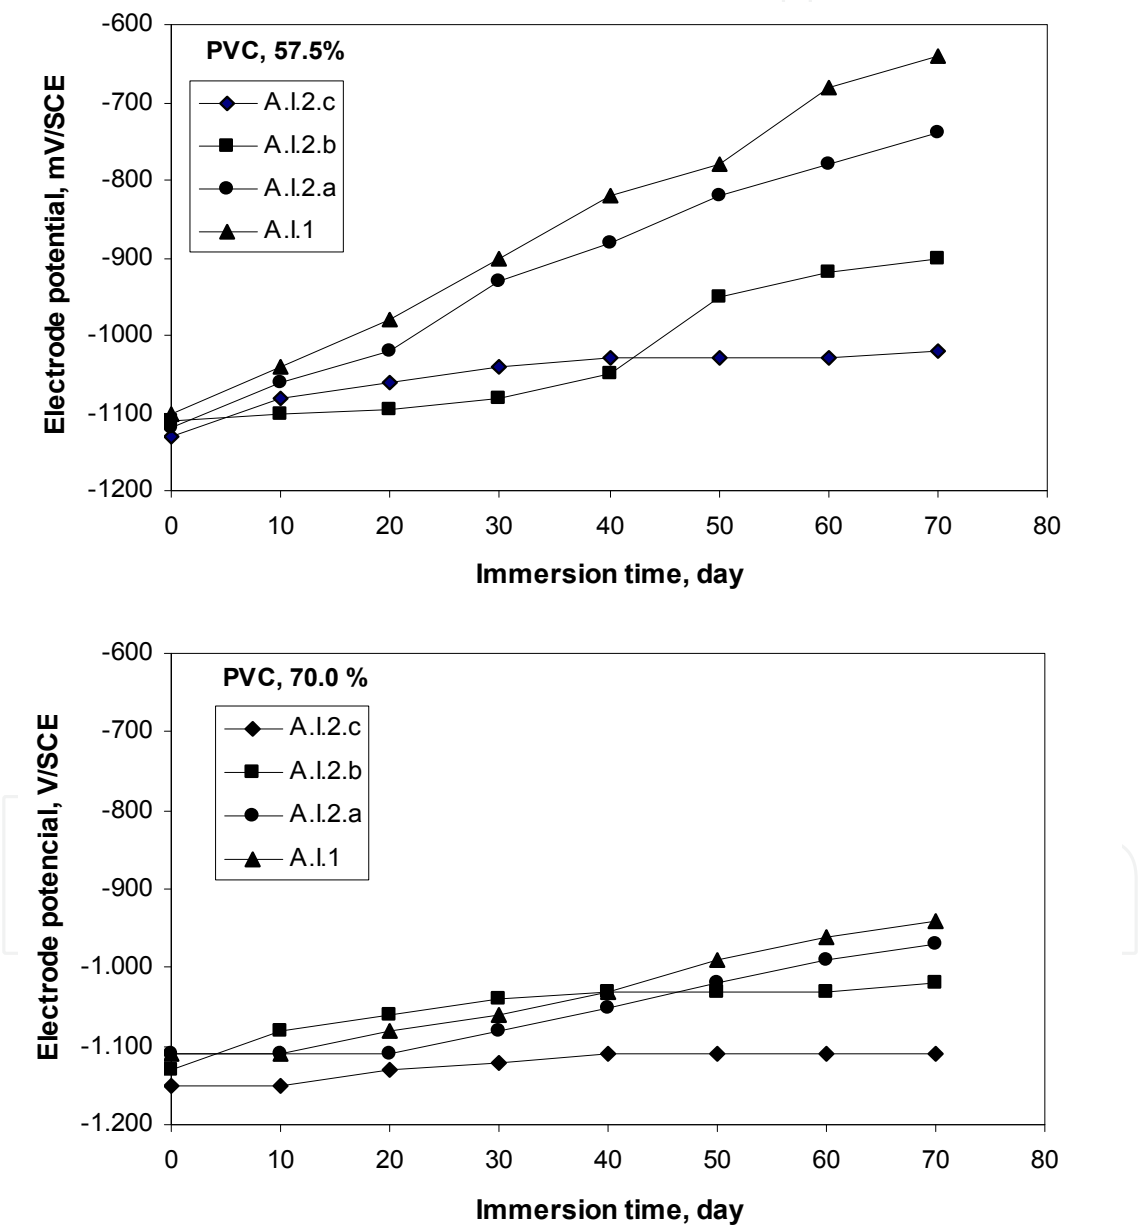 -600
PVC, 57.5%
A.I.2.c
-700
A.I.2.b
-800
A.I.2.a
A.I.1
-900
-1000
-1100
-1200
Electrode potential, mV/SCE
0 10 20 30 40 50 60 70 80
Immersion time, day
-600
PVC, 70.0 %
A.I.2.c
-700
A.I.2.b
-800
A.I.2.a
A.I.1
-900
-1.000
-1.100
-1.200
Electrode potencial, V/SCE
0 10 20 30 40 50 60 70 80
Immersion time, day